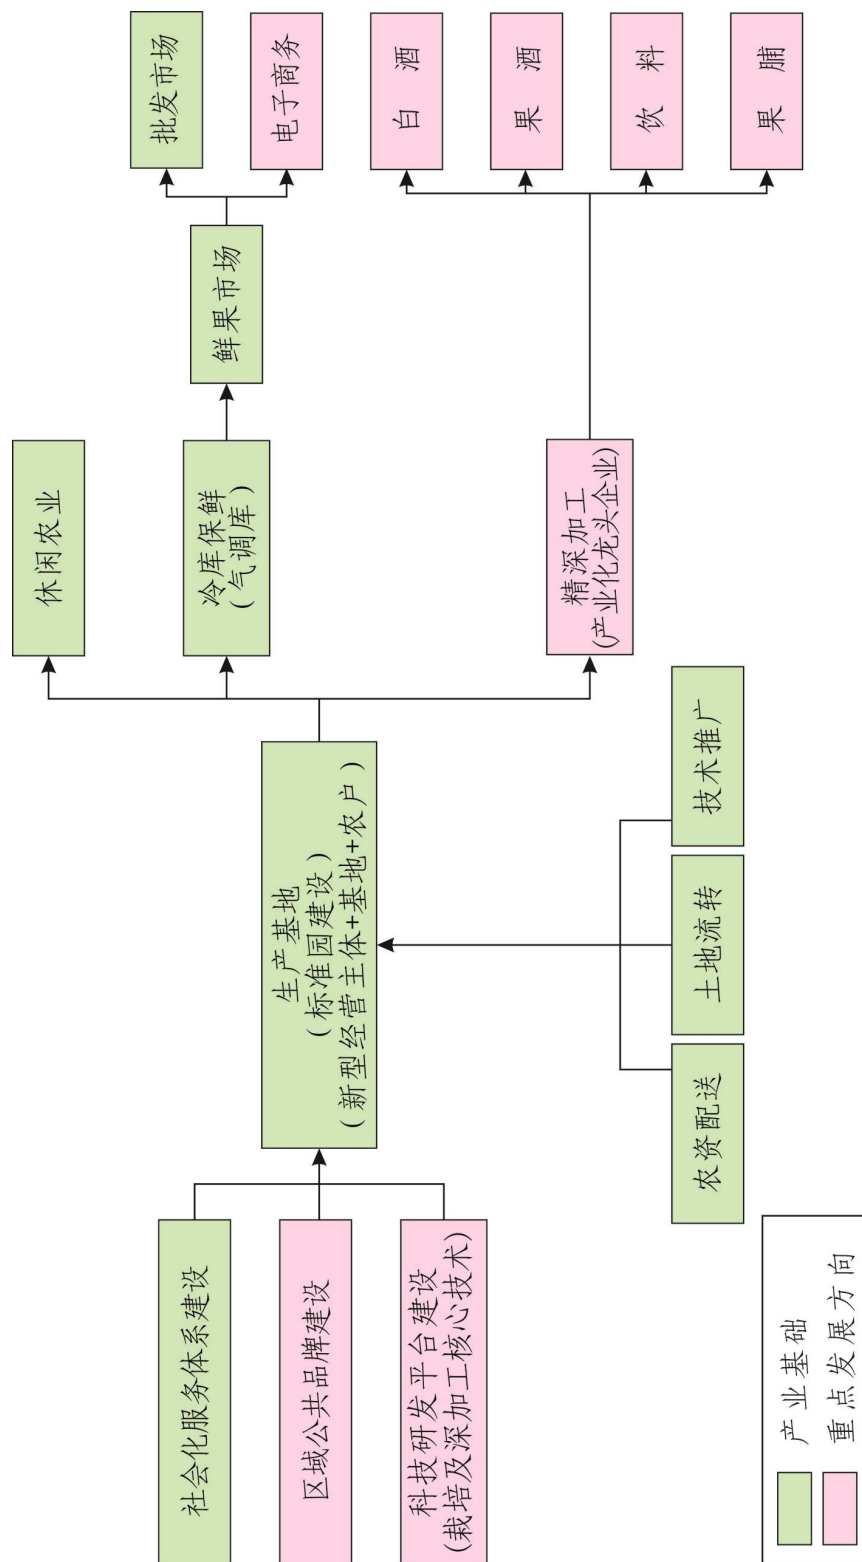 社会化服务体系建设
区域公共品牌建设
科技研发平台建设
(栽培及深加工核心技术)
生产基地
(标准园建设)
(新型经营主体+基地+农户)
农资配送
土地流转
技术推广
休闲农业
冷库保鲜
(气调库)
精深加工
(产业化龙头企业)
鲜果市场
批发市场
电子商务
白 酒
果 酒
饮 料
果 脯
产业基础
重点发展方向